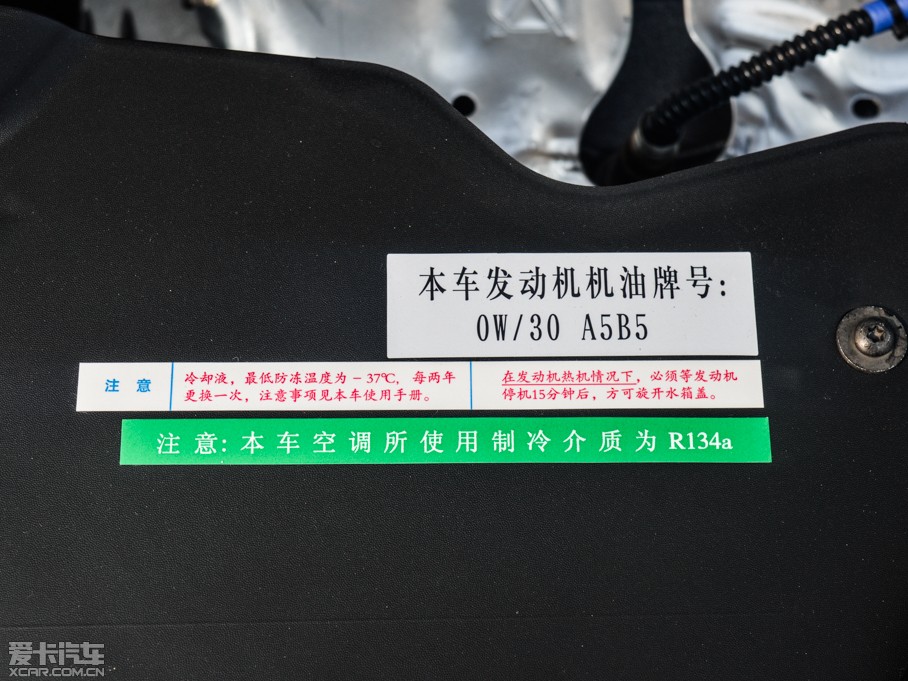 本车发动机机油牌号:
0W/30 A5B5
注 意
冷却液，最低防冻温度为－37℃，每两年
更换一次，注意事项见本车使用手册。
在发动机热机情况下，必须等发动机
停机15分钟后，方可旋开水箱盖。
注意:本车空调所使用制冷介质为R134a
爱卡汽车
XCAR.COM.CN